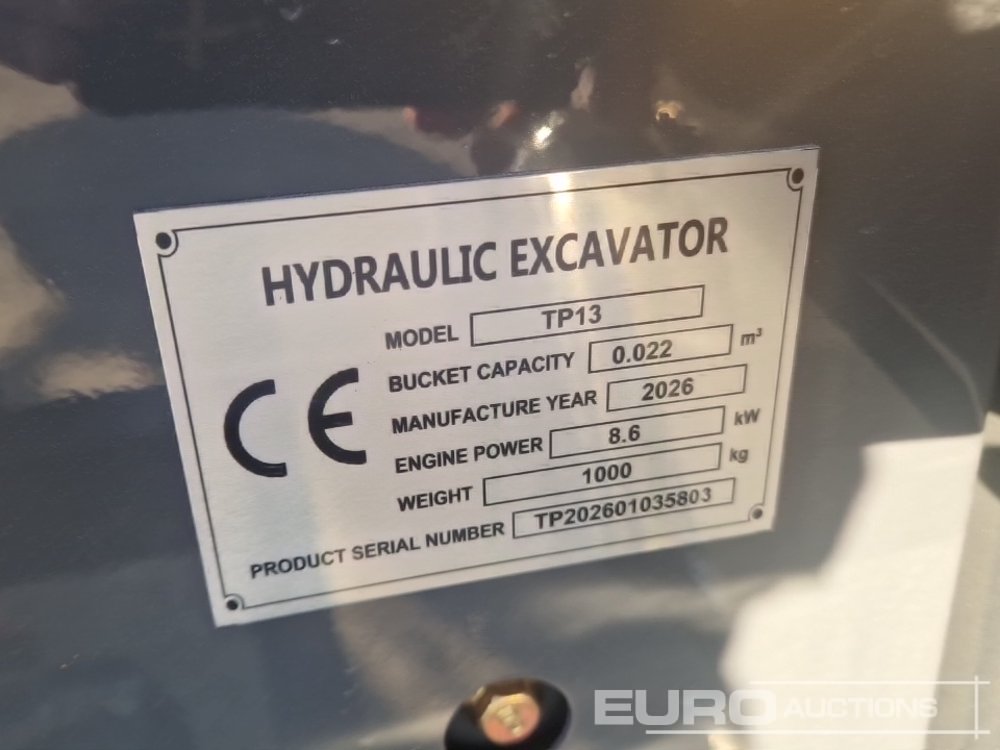 HYDRAULIC EXCAVATOR
MODEL TP13
BUCKET CAPACITY 0.022 m³
MANUFACTURE YEAR 2026
ENGINE POWER 8.6 kW
WEIGHT 1000 kg
PRODUCT SERIAL NUMBER TP202601035803
CE
EURO AUCTIONS